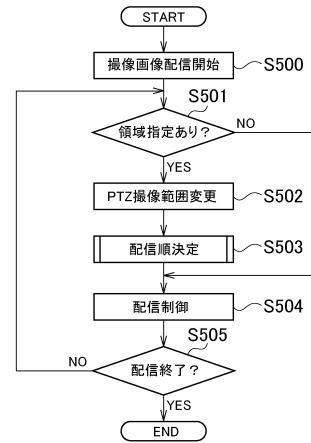 START
撮像画像配信開始 S500
S501
領域指定あり? NO
YES
PTZ撮像範囲変更 S502
配信順決定 S503
配信制御 S504
S505
NO 配信終了?
YES
END